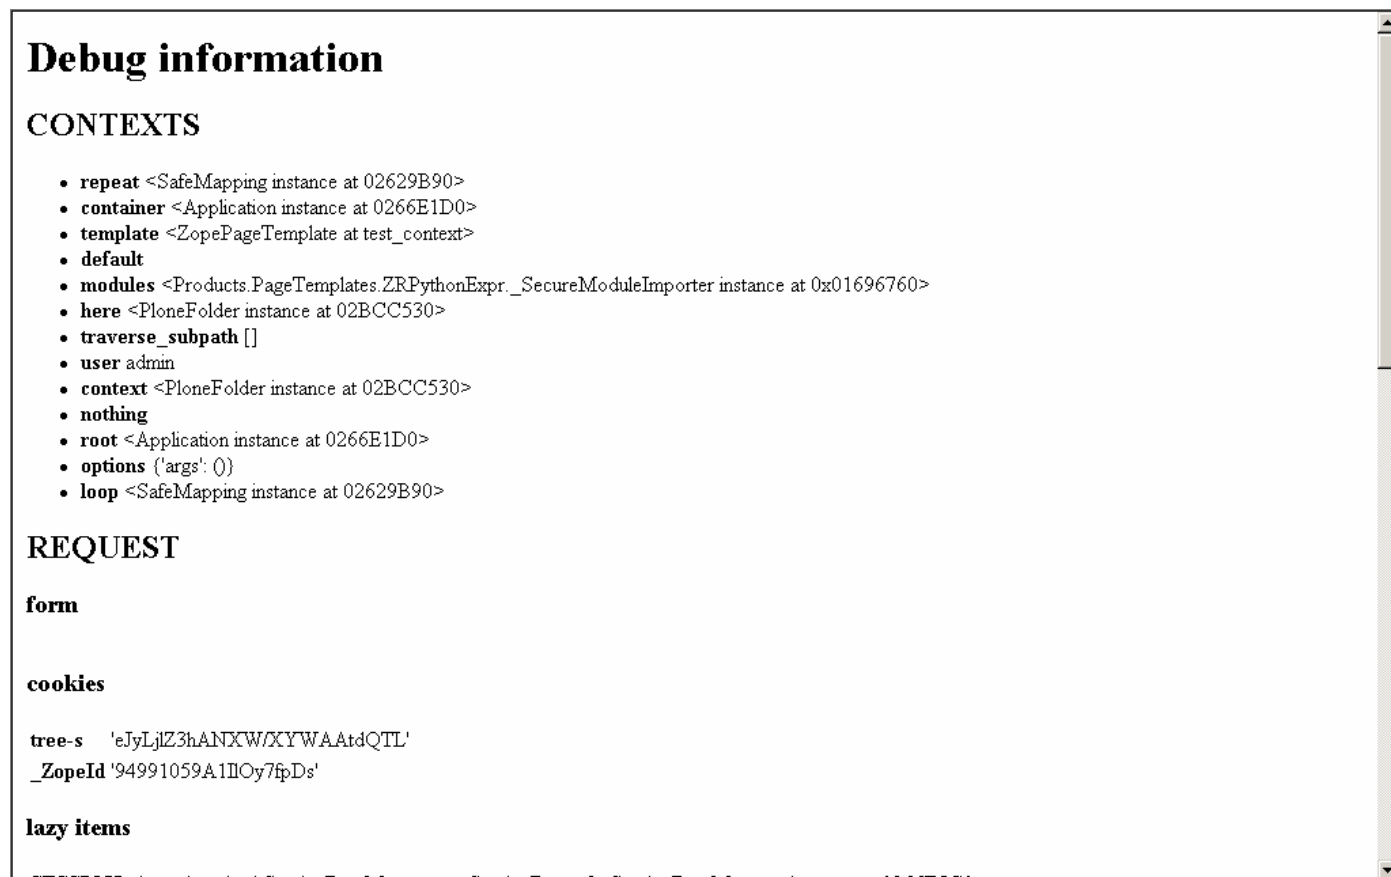 Debug information
CONTEXTS
• repeat <SafeMapping instance at 02629B90>
• container <Application instance at 0266E1D0>
• template <ZopePageTemplate at test_context>
• default
• modules <Products.PageTemplates.ZRPythonExpr._SecureModuleImporter instance at 0x01696760>
• here <PloneFolder instance at 02BCC530>
• traverse_subpath []
• user admin
• context <PloneFolder instance at 02BCC530>
• nothing
• root <Application instance at 0266E1D0>
• options {'args': ()}
• loop <SafeMapping instance at 02629B90>
REQUEST
form
cookies
tree-s 'eJyLjlZ3hANXW/XYWAAtdQTL'
_ZopeId
lazy items